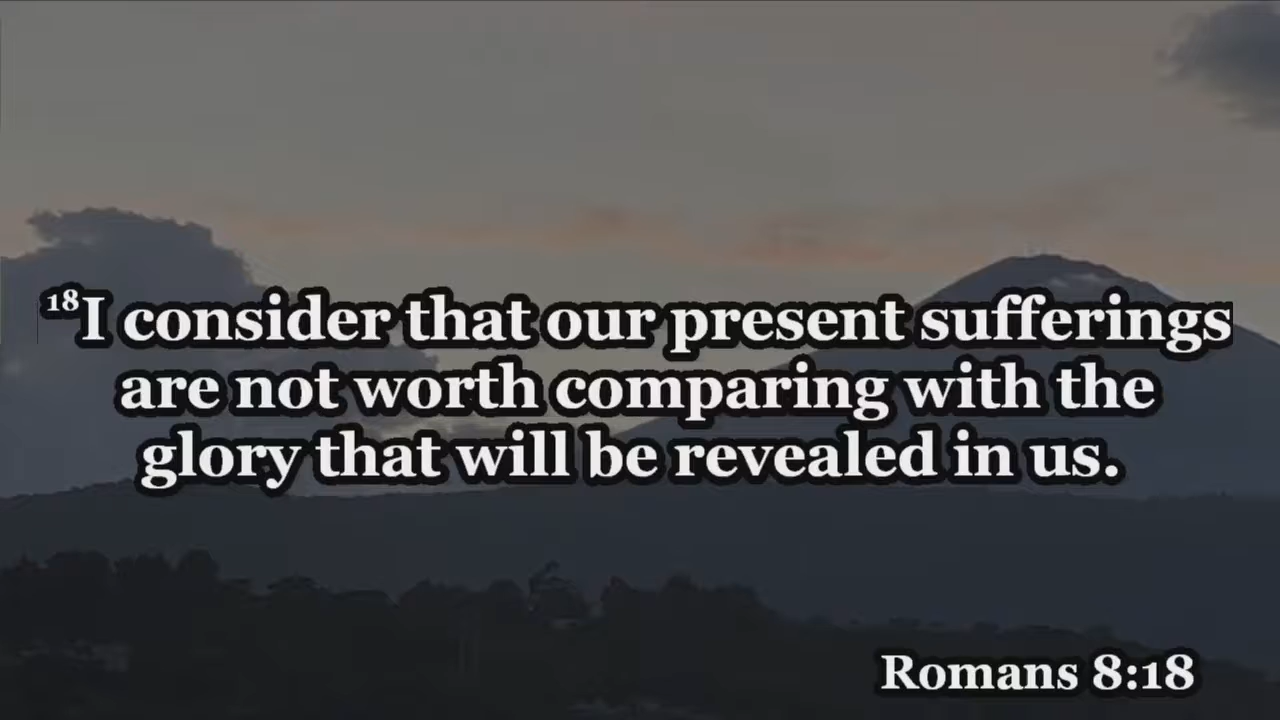 ¹⁸I consider that our present sufferings
are not worth comparing with the
glory that will be revealed in us.
Romans 8:18